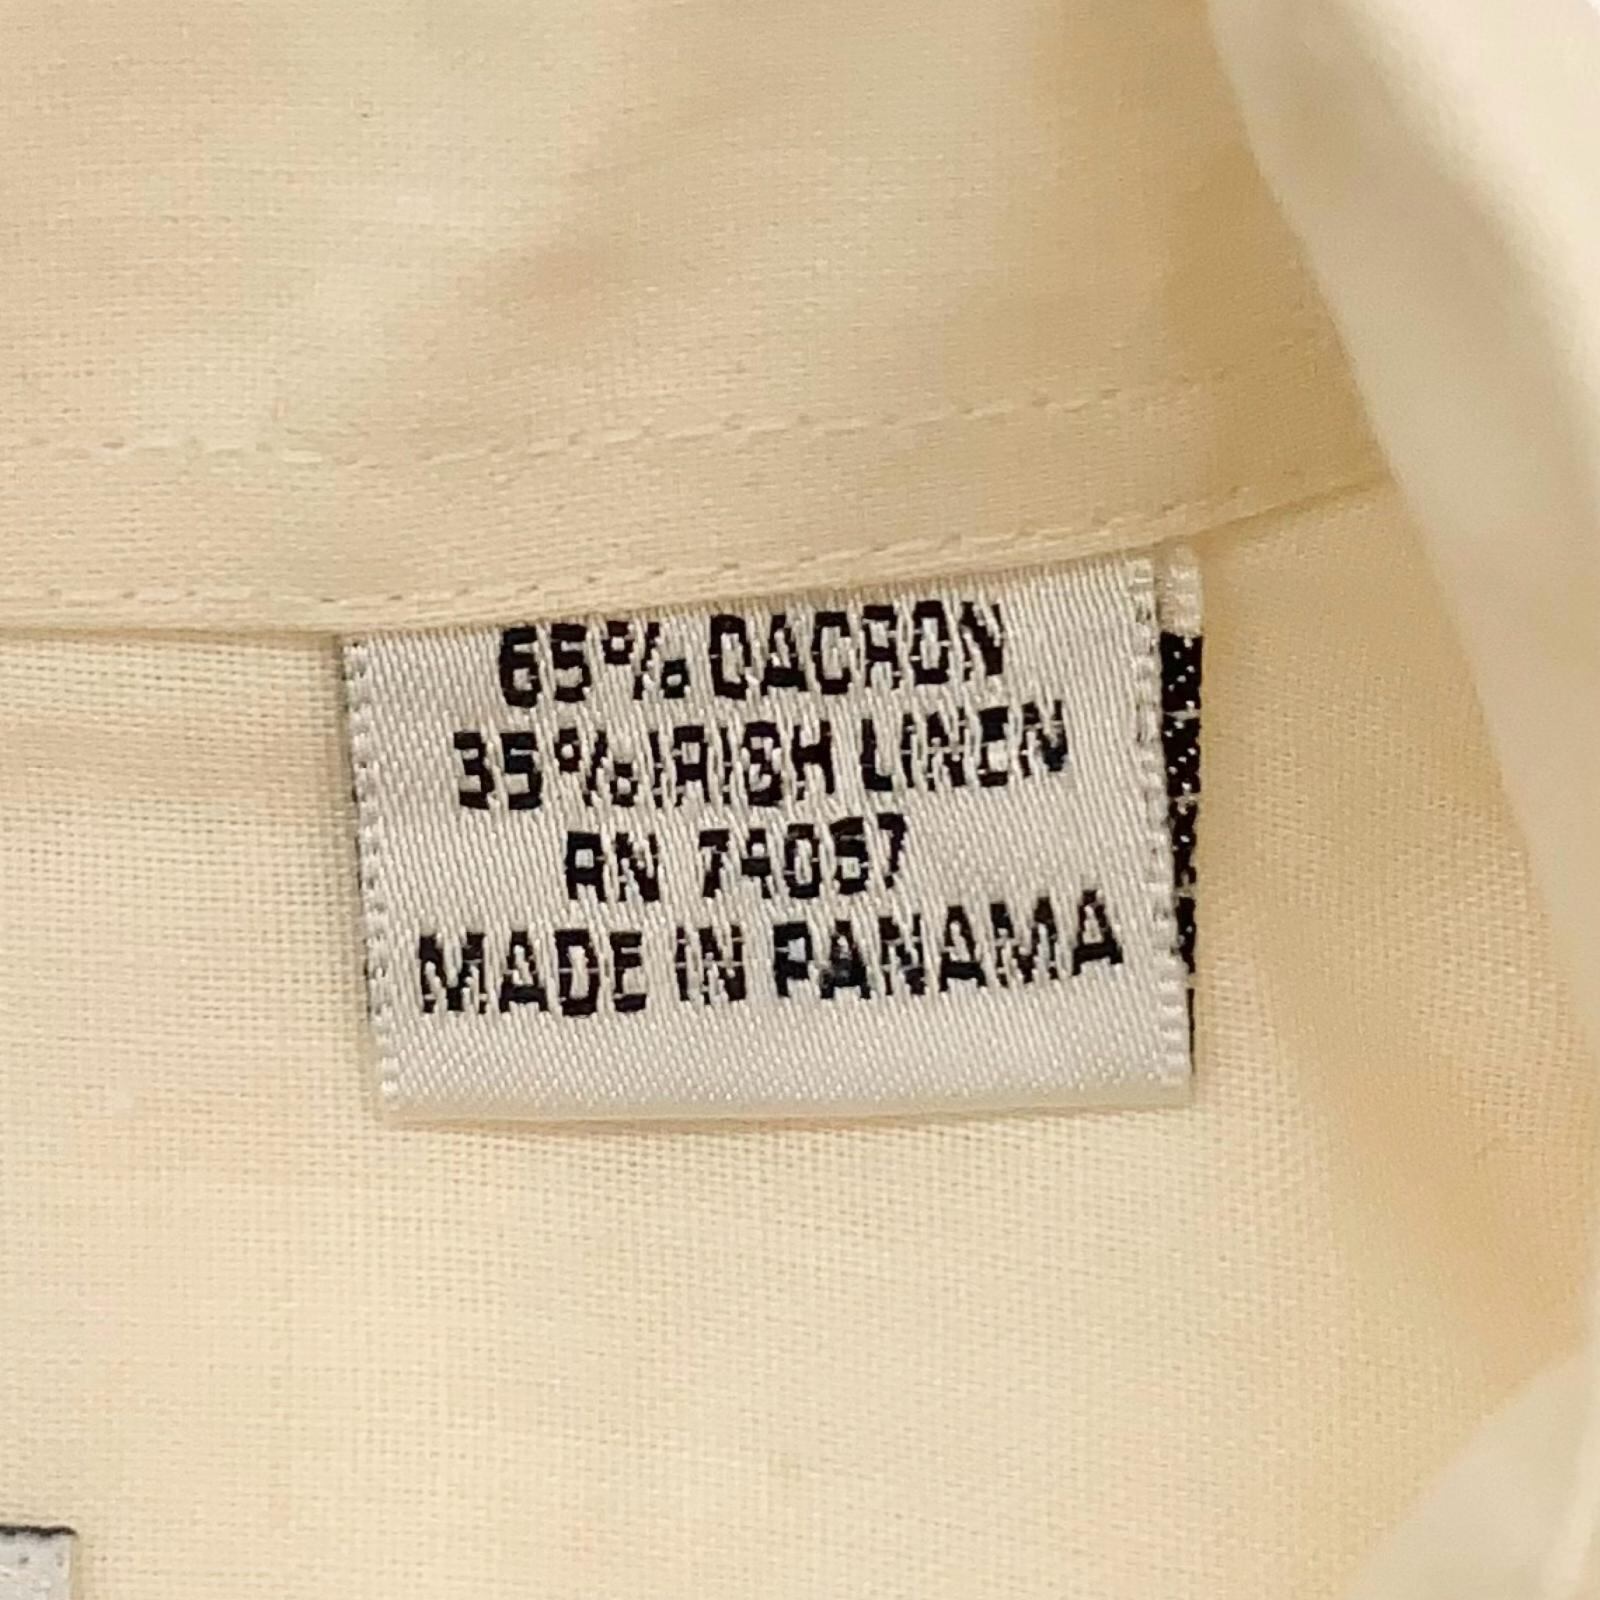 65% DACRON
35% IRISH LINEN
RN 74057
MADE IN PANAMA